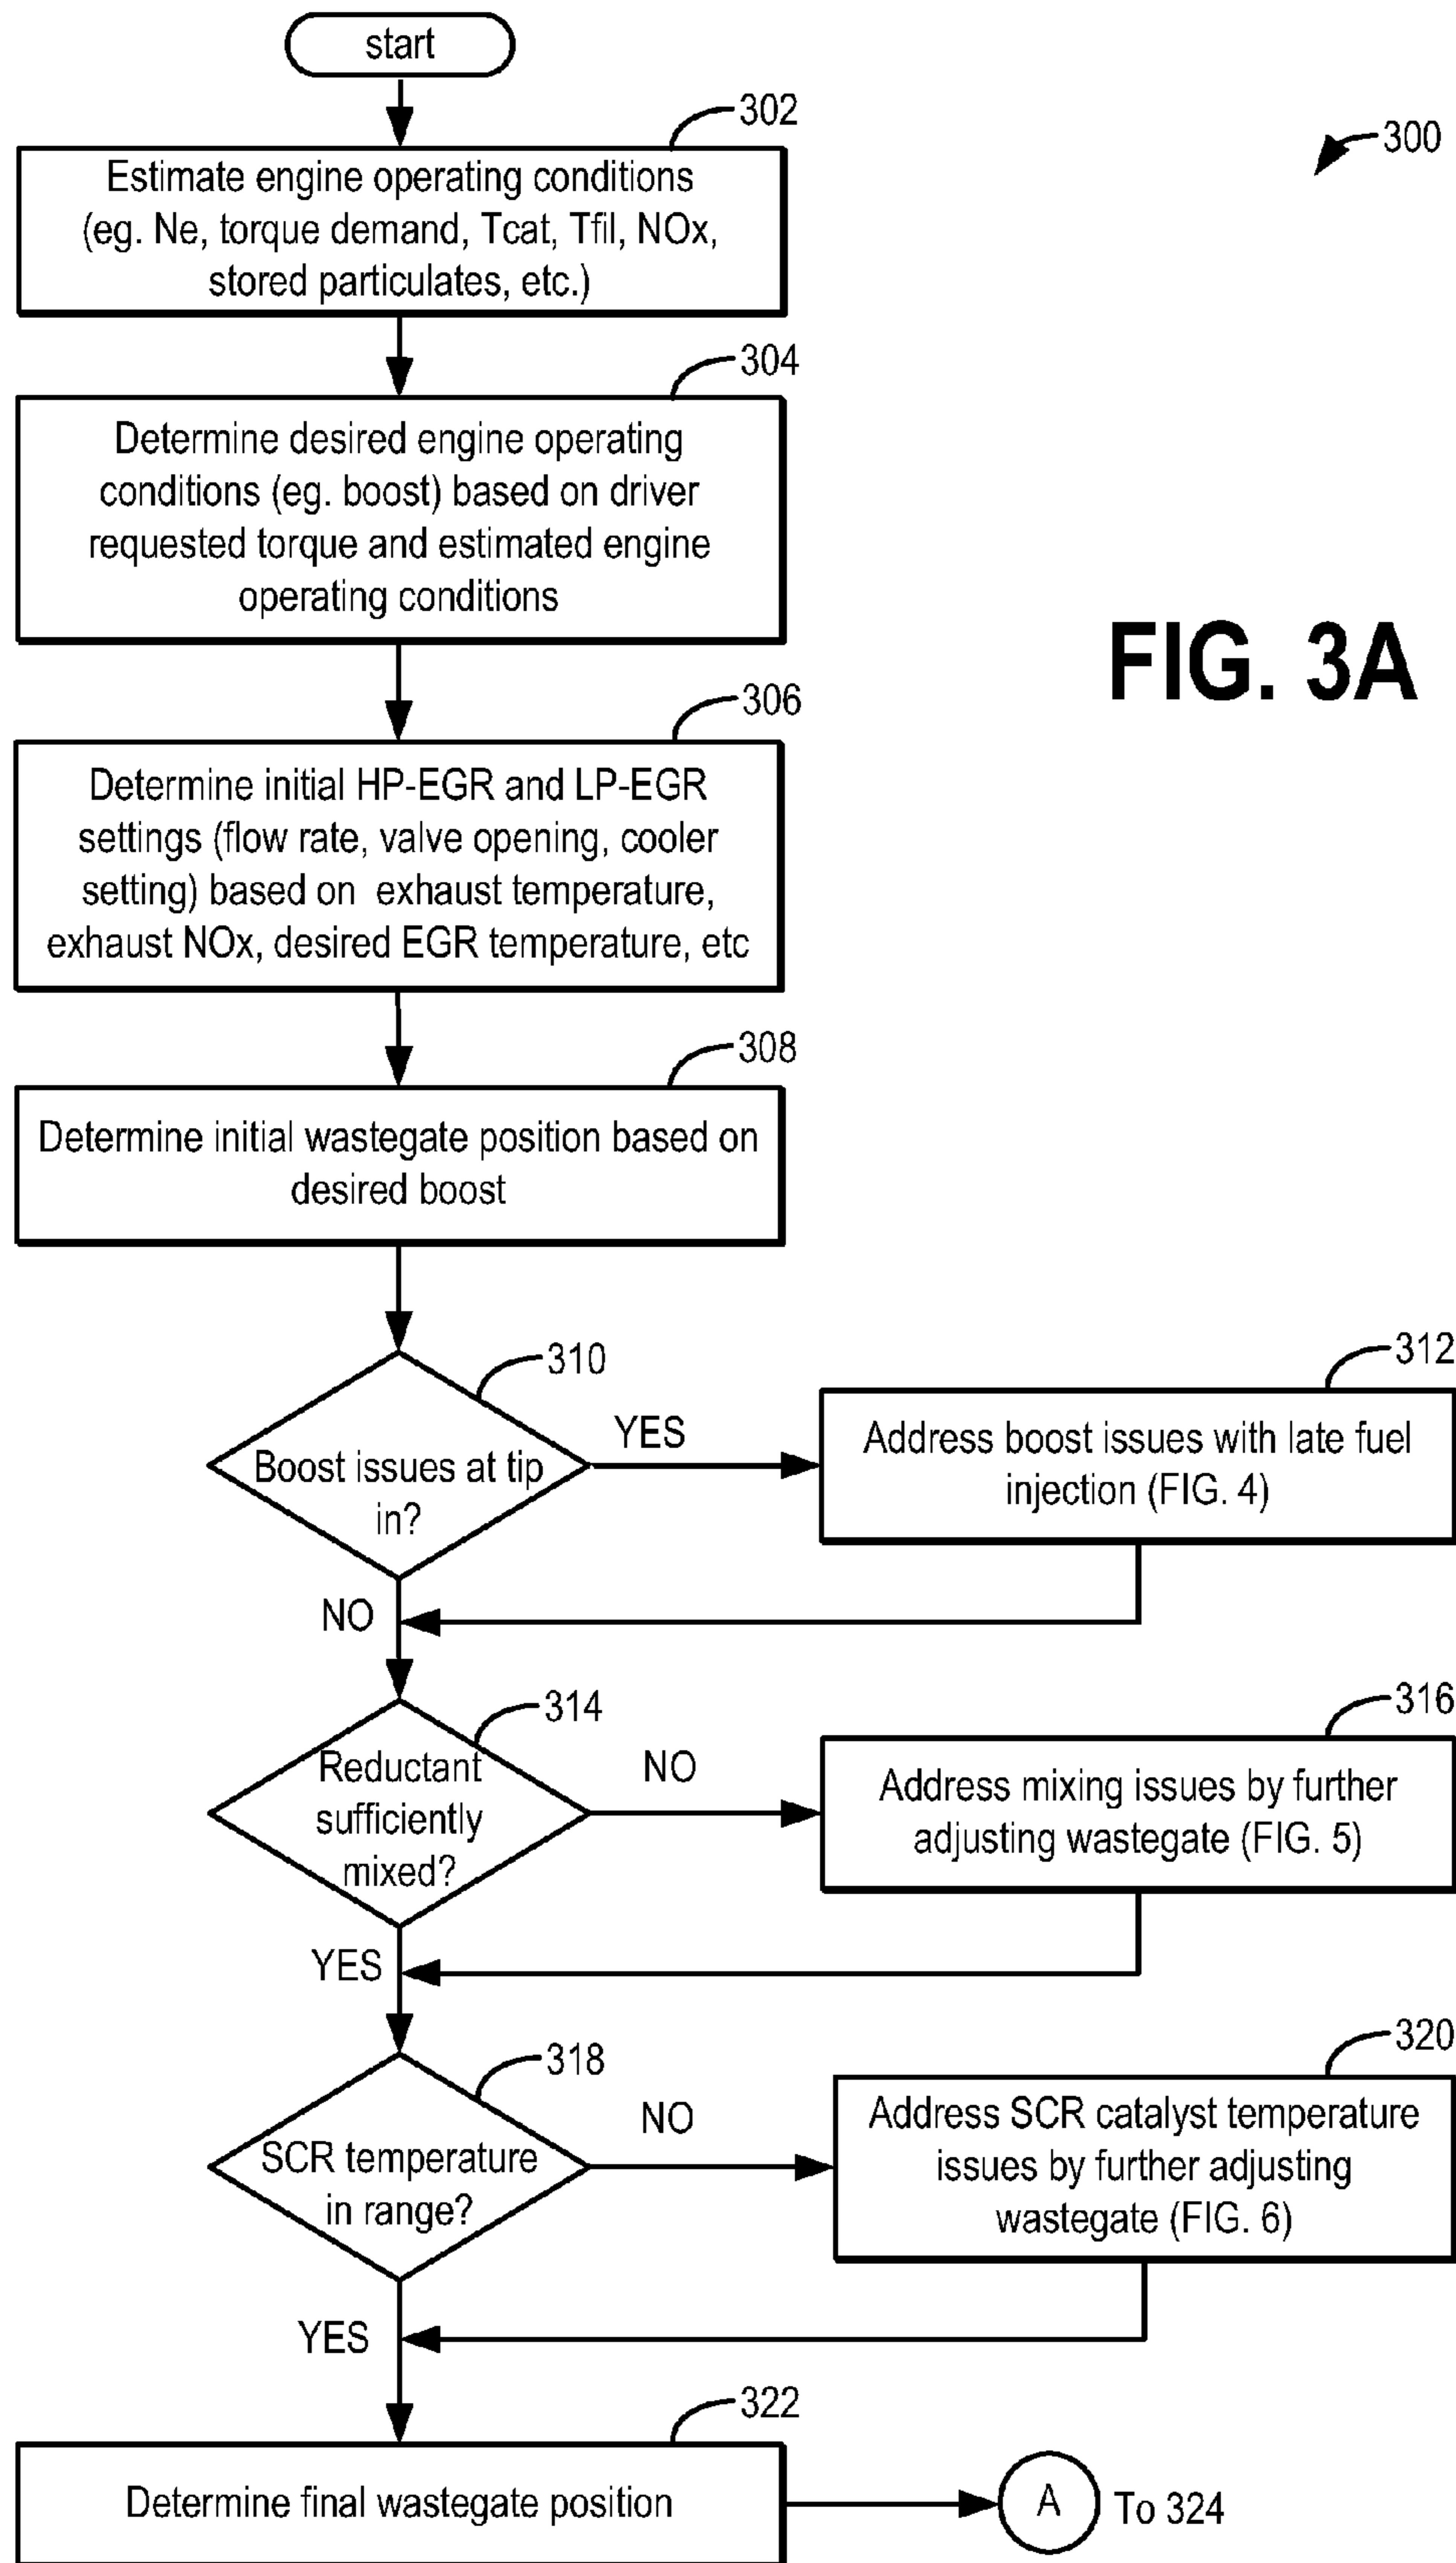 start
302
300
Estimate engine operating conditions
(eg. Ne, torque demand, Tcat, Tfil, NOx,
stored particulates, etc.)
304
Determine desired engine operating
conditions (eg. boost) based on driver
requested torque and estimated engine
operating conditions
FIG. 3A
306
Determine initial HP-EGR and LP-EGR
settings (flow rate, valve opening, cooler
setting) based on exhaust temperature,
exhaust NOx, desired EGR temperature, etc
308
Determine initial wastegate position based on
desired boost
310
Boost issues at tip
in?
YES
312
Address boost issues with late fuel
injection (FIG. 4)
NO
314
Reductant
sufficiently
mixed?
NO
316
Address mixing issues by further
adjusting wastegate (FIG. 5)
YES
318
SCR temperature
in range?
NO
320
Address SCR catalyst temperature
issues by further adjusting
wastegate (FIG. 6)
YES
322
Determine final wastegate position
A
To 324